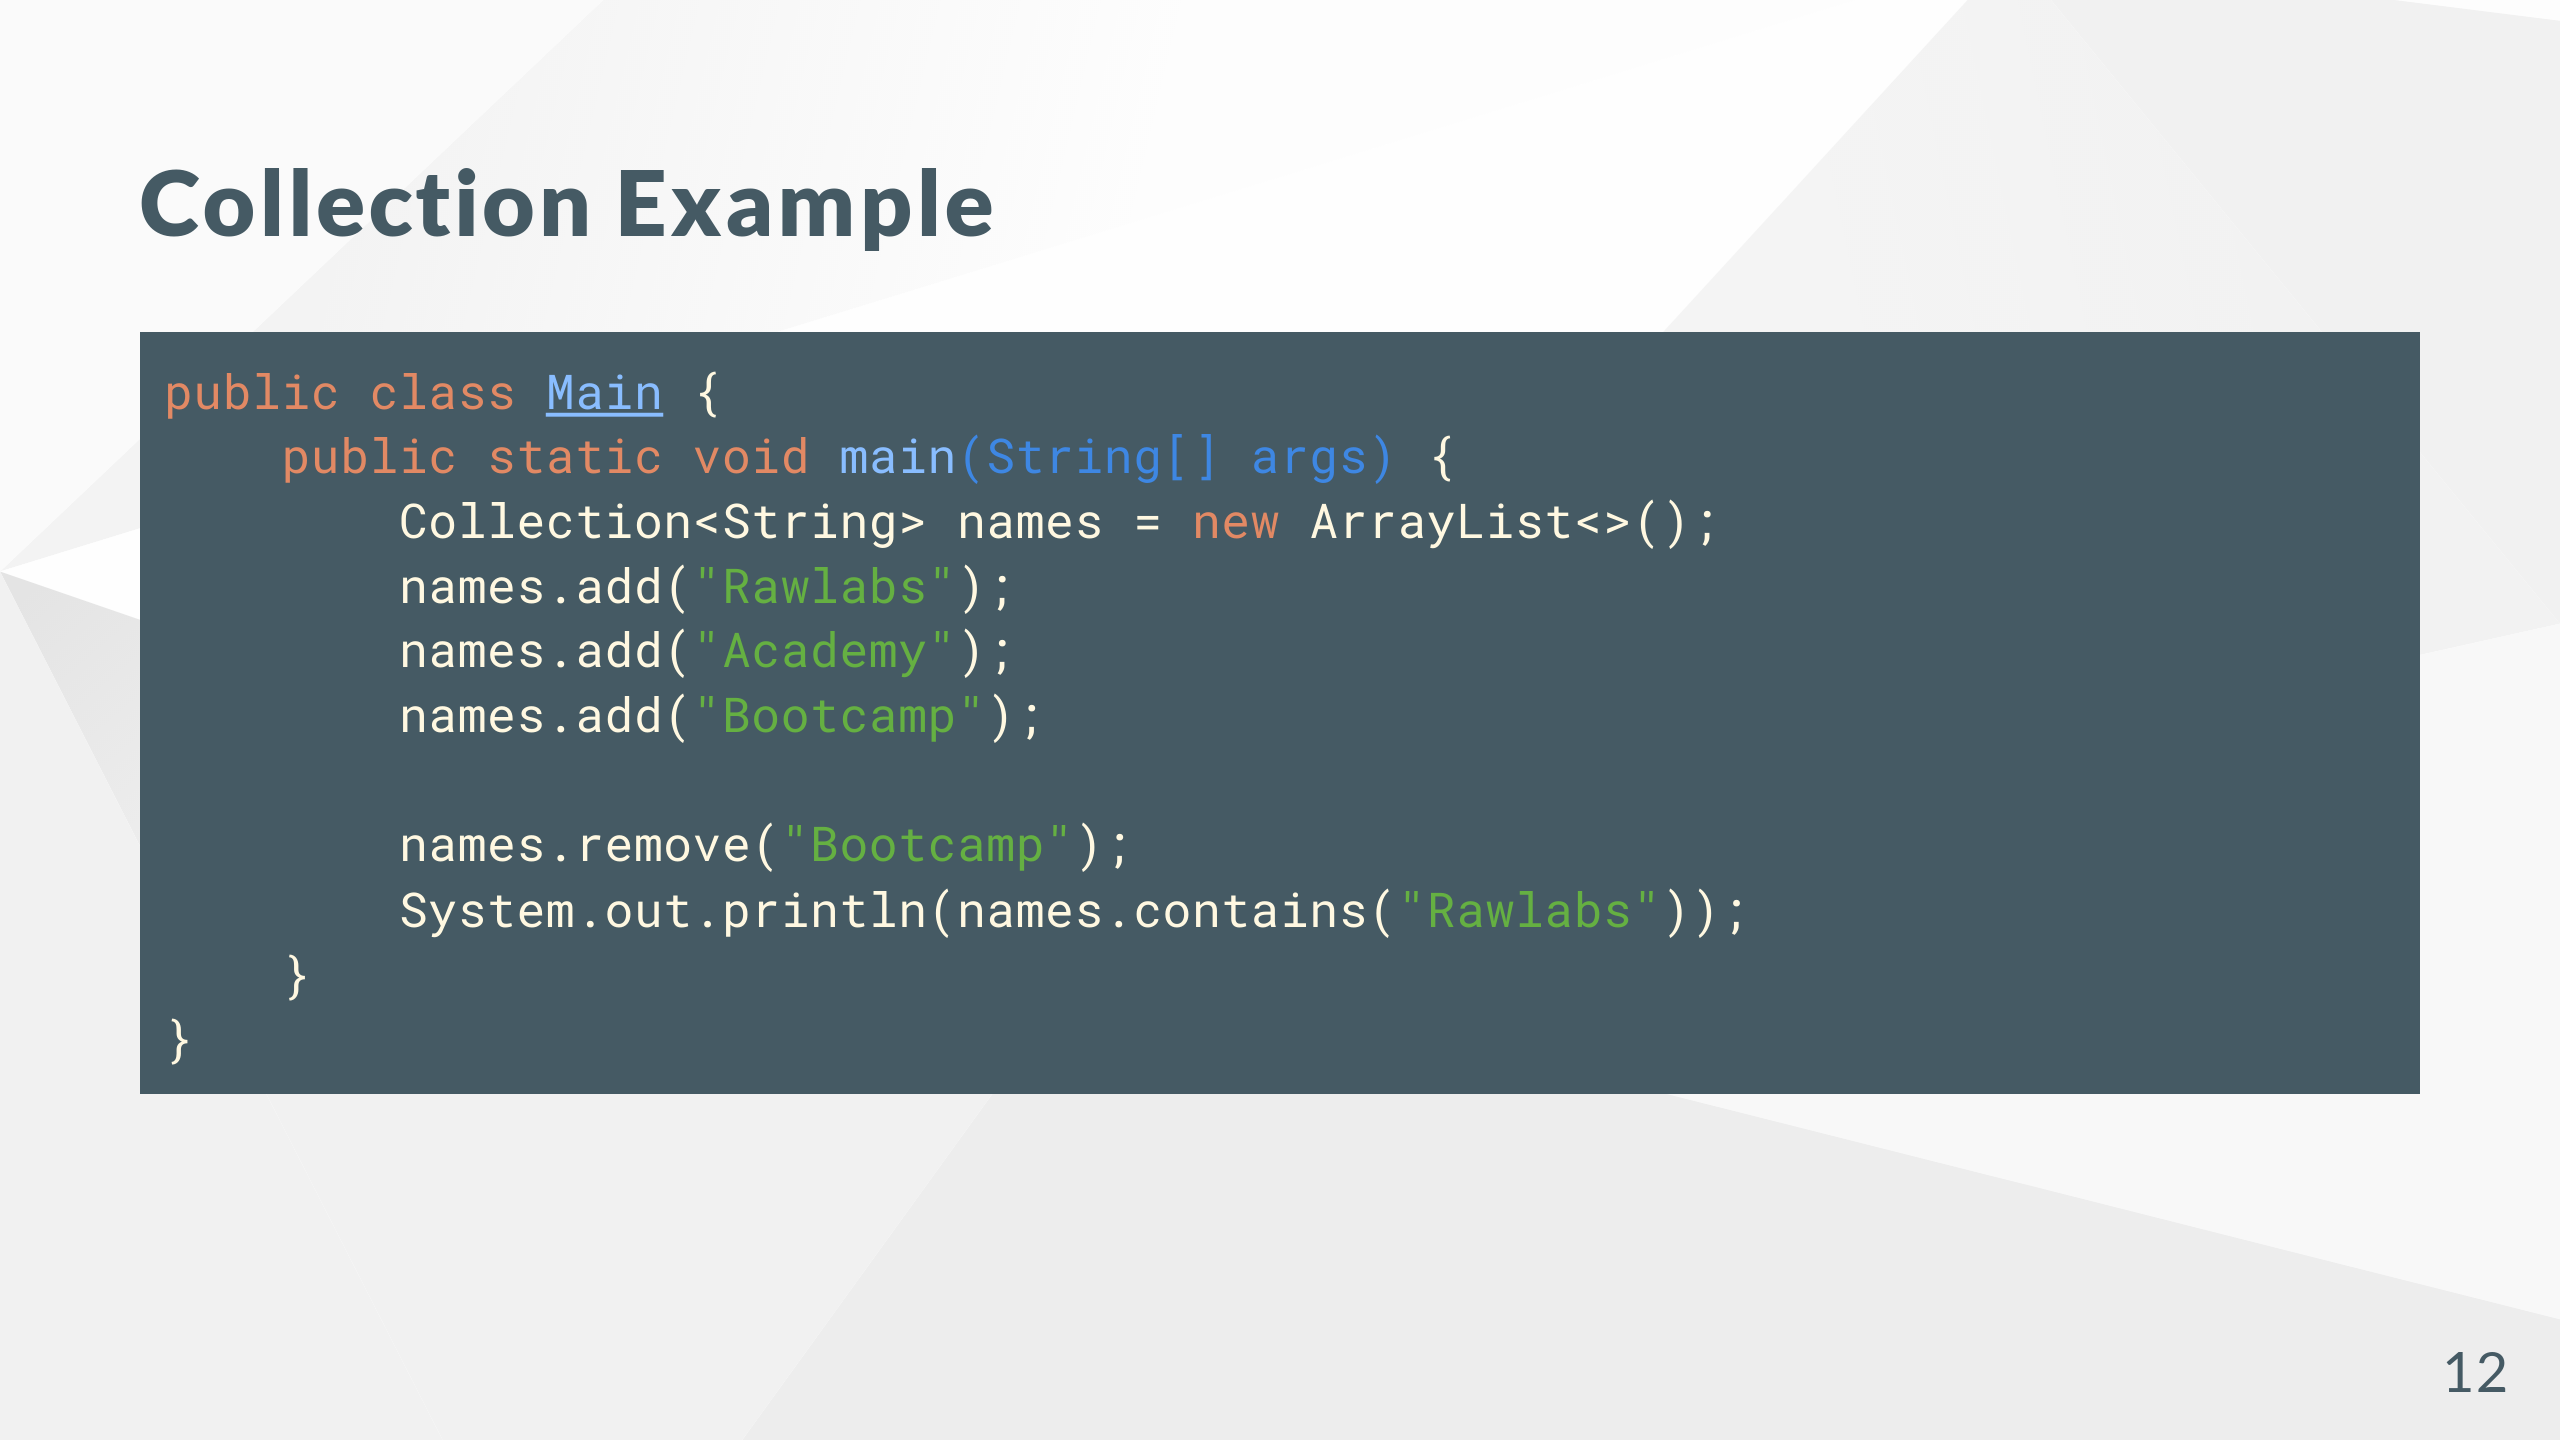 Collection Example
public class Main {
    public static void main(String[] args) {
        Collection<String> names = new ArrayList<>();
        names.add("Rawlabs");
        names.add("Academy");
        names.add("Bootcamp");

        names.remove("Bootcamp");
        System.out.println(names.contains("Rawlabs"));
    }
}
12